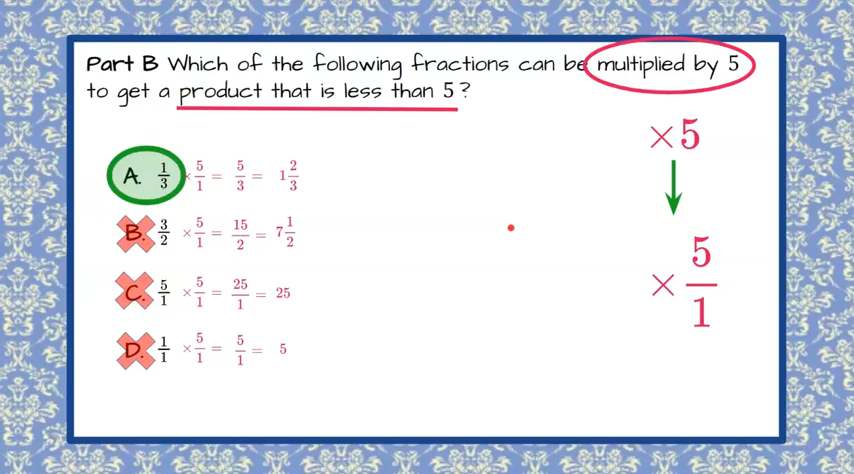 Part B Which of the following fractions can be multiplied by 5
to get a product that is less than 5?
×5
A. 1/3 × 5/1 = 5/3 = 1 2/3
B. 3/2 × 5/1 = 15/2 = 7 1/2
× 5/1
C. 5/1 × 5/1 = 25/1 = 25
D. 1/1 × 5/1 = 5/1 = 5